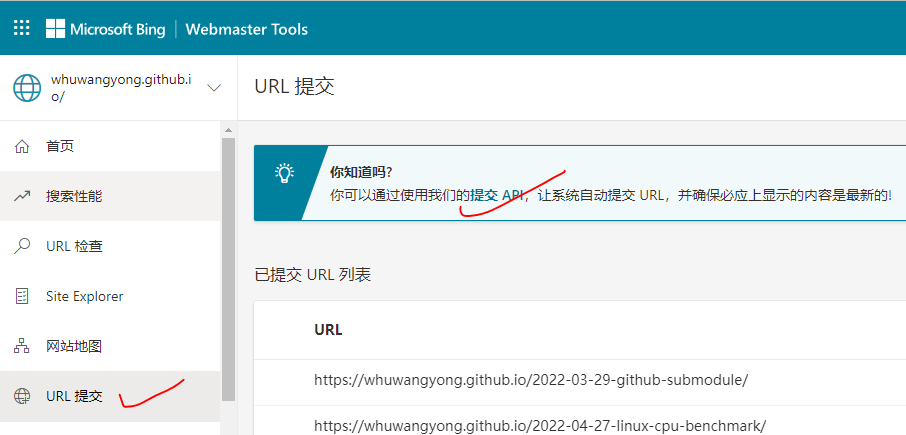 Microsoft Bing Webmaster Tools
whuwangyong.github.i
o/
URL 提交
首页
搜索性能
URL 检查
Site Explorer
网站地图
URL 提交
你知道吗?
你可以通过使用我们的提交 API，让系统自动提交 URL，并确保必应上显示的内容是最新的!
已提交 URL 列表
URL
https://whuwangyong.github.io/2022-03-29-github-submodule/
https://whuwangyong.github.io/2022-04-27-linux-cpu-benchmark/